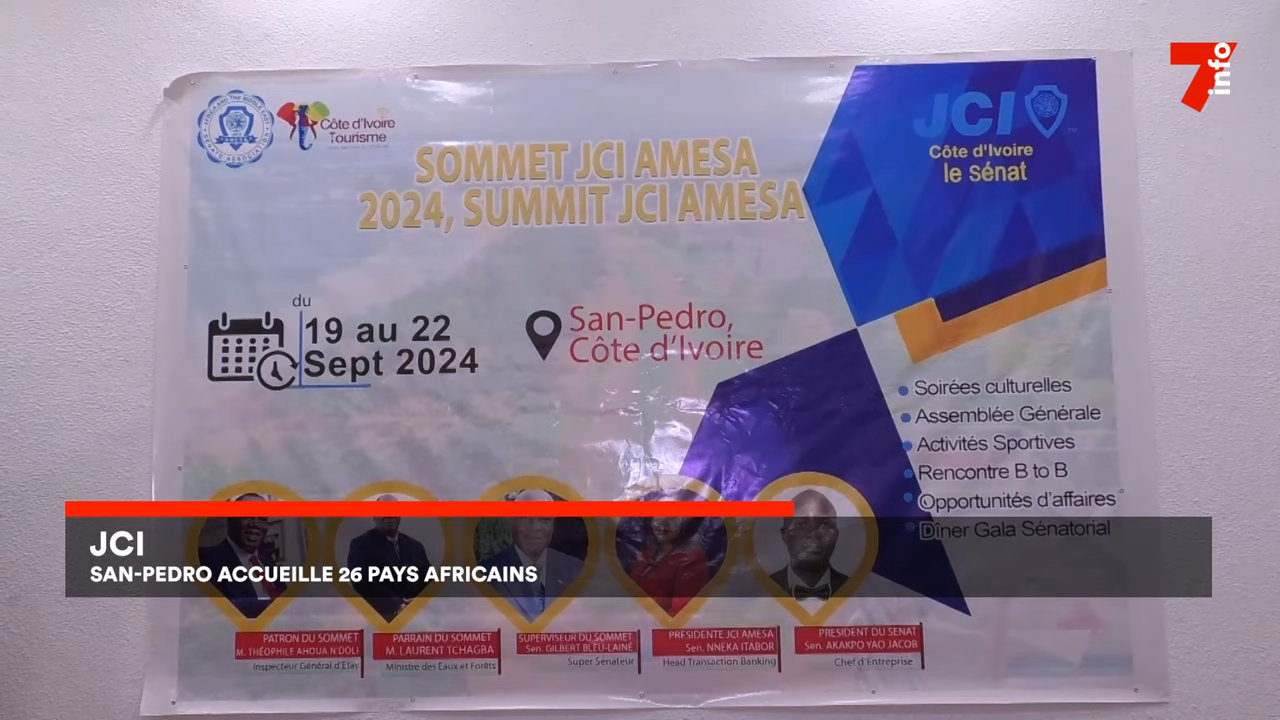 7info
Côte d'Ivoire
Tourisme
SOMMET JCI AMESA
2024, SUMMIT JCI AMESA
JCI
Côte d'Ivoire
le sénat
du
19 au 22
Sept 2024
San-Pedro,
Côte d'Ivoire
Soirées culturelles
Assemblée Générale
Activités Sportives
Rencontre B to B
Opportunités d'affaires
Dîner Gala Sénatorial
JCI
SAN-PEDRO ACCUEILLE 26 PAYS AFRICAINS
PATRON DU SOMMET
M. THÉOPHILE AHOUA N'DOLI
Inspecteur Général d'Etat
PARRAIN DU SOMMET
M. LAURENT TCHAGBA
Ministre des Eaux et Forêts
SUPERVISEUR DU SOMMET
Sen. GILBERT BLEU-LAINÉ
Super Sénateur
PRÉSIDENTE JCI AMESA
Sen. NNEKA ITABOR
Head Transaction Banking
PRESIDENT DU SENAT
Sen. AKAKPO YAO JACOB
Chef d'Entreprise